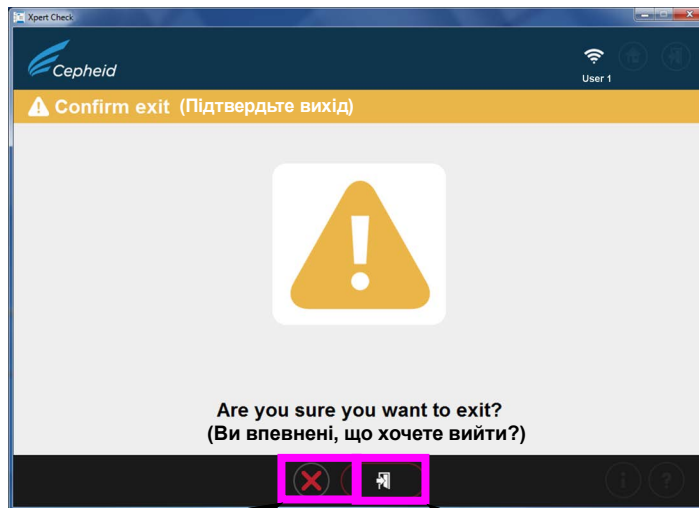 Xpert Check
Cepheid
User 1
Confirm exit (Підтвердьте вихід)
Are you sure you want to exit?
(Ви впевнені, що хочете вийти?)